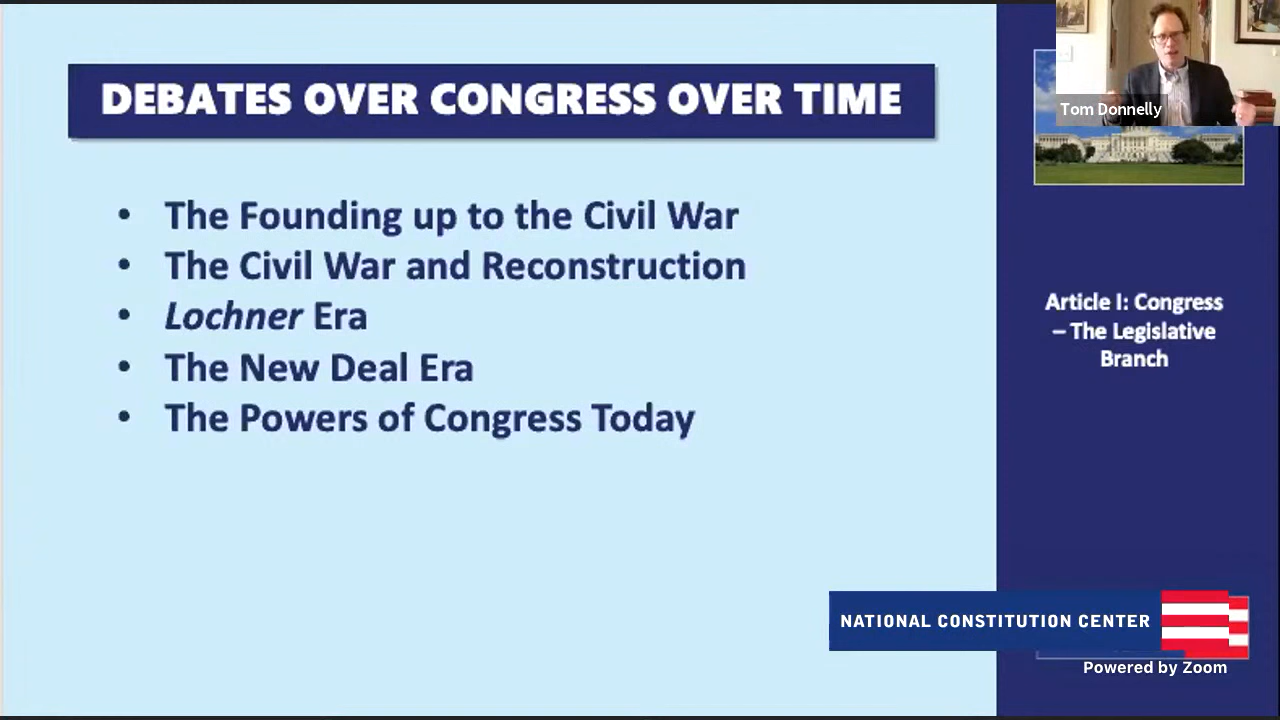 DEBATES OVER CONGRESS OVER TIME
• The Founding up to the Civil War
• The Civil War and Reconstruction
• Lochner Era
• The New Deal Era
• The Powers of Congress Today
Tom Donnelly
Article I: Congress
– The Legislative
Branch
NATIONAL CONSTITUTION CENTER
Powered by Zoom